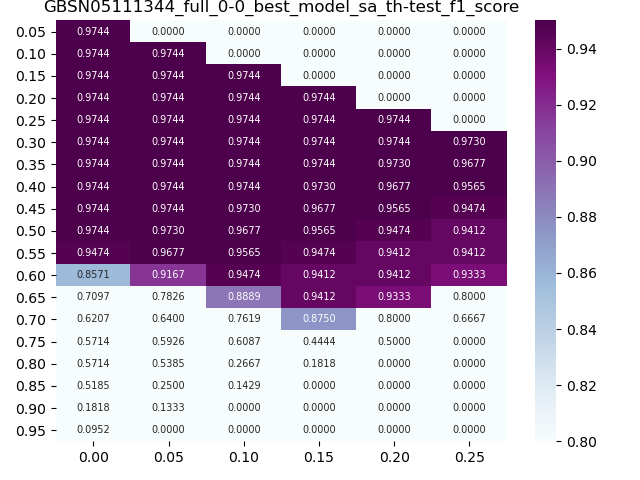 GBSN05111344_full_0-0_best_model_sa_th-test_f1_score
0.05 0.9744 0.0000 0.0000 0.0000 0.0000 0.0000
0.10 0.9744 0.9744 0.0000 0.0000 0.0000 0.0000
0.15 0.9744 0.9744 0.9744 0.0000 0.0000 0.0000
0.20 0.9744 0.9744 0.9744 0.9744 0.0000 0.0000
0.25 0.9744 0.9744 0.9744 0.9744 0.9744 0.0000
0.30 0.9744 0.9744 0.9744 0.9744 0.9744 0.9730
0.35 0.9744 0.9744 0.9744 0.9744 0.9730 0.9677
0.40 0.9744 0.9744 0.9744 0.9730 0.9677 0.9565
0.45 0.9744 0.9744 0.9730 0.9677 0.9565 0.9474
0.50 0.9744 0.9730 0.9677 0.9565 0.9474 0.9412
0.55 0.9474 0.9677 0.9565 0.9474 0.9412 0.9412
0.60 0.8571 0.9167 0.9474 0.9412 0.9412 0.9333
0.65 0.7097 0.7826 0.8889 0.9412 0.9333 0.8000
0.70 0.6207 0.6400 0.7619 0.8750 0.8000 0.6667
0.75 0.5714 0.5926 0.6087 0.4444 0.5000 0.0000
0.80 0.5714 0.5385 0.2667 0.1818 0.0000 0.0000
0.85 0.5185 0.2500 0.1429 0.0000 0.0000 0.0000
0.90 0.1818 0.1333 0.0000 0.0000 0.0000 0.0000
0.95 0.0952 0.0000 0.0000 0.0000 0.0000 0.0000
0.00 0.05 0.10 0.15 0.20 0.25
0.94
0.92
0.90
0.88
0.86
0.84
0.82
0.80